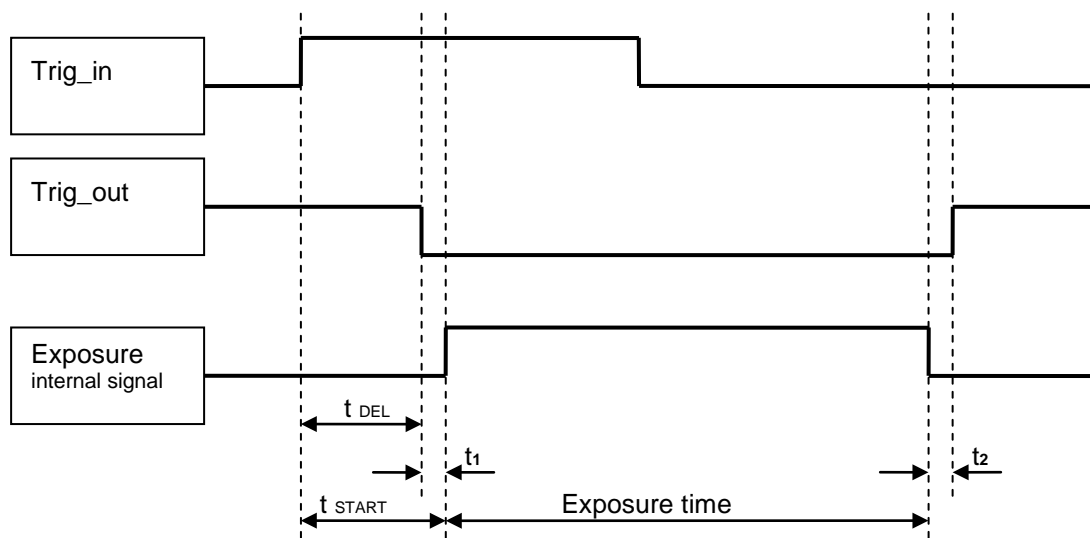 Trig_in
Trig_out
Exposure
internal signal
t DEL
t1
t2
t START
Exposure time